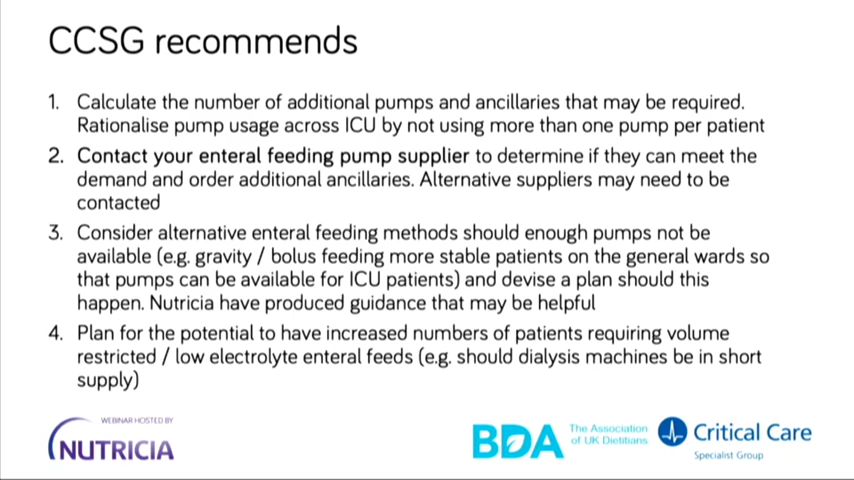 CCSG recommends
1. Calculate the number of additional pumps and ancillaries that may be required.
Rationalise pump usage across ICU by not using more than one pump per patient
2. Contact your enteral feeding pump supplier to determine if they can meet the
demand and order additional ancillaries. Alternative suppliers may need to be
contacted
3. Consider alternative enteral feeding methods should enough pumps not be
available (e.g. gravity / bolus feeding more stable patients on the general wards so
that pumps can be available for ICU patients) and devise a plan should this
happen. Nutricia have produced guidance that may be helpful
4. Plan for the potential to have increased numbers of patients requiring volume
restricted / low electrolyte enteral feeds (e.g. should dialysis machines be in short
supply)
WEBINAR HOSTED BY
NUTRICIA
BDA
The Association
of UK Dietitians
Critical Care
Specialist Group